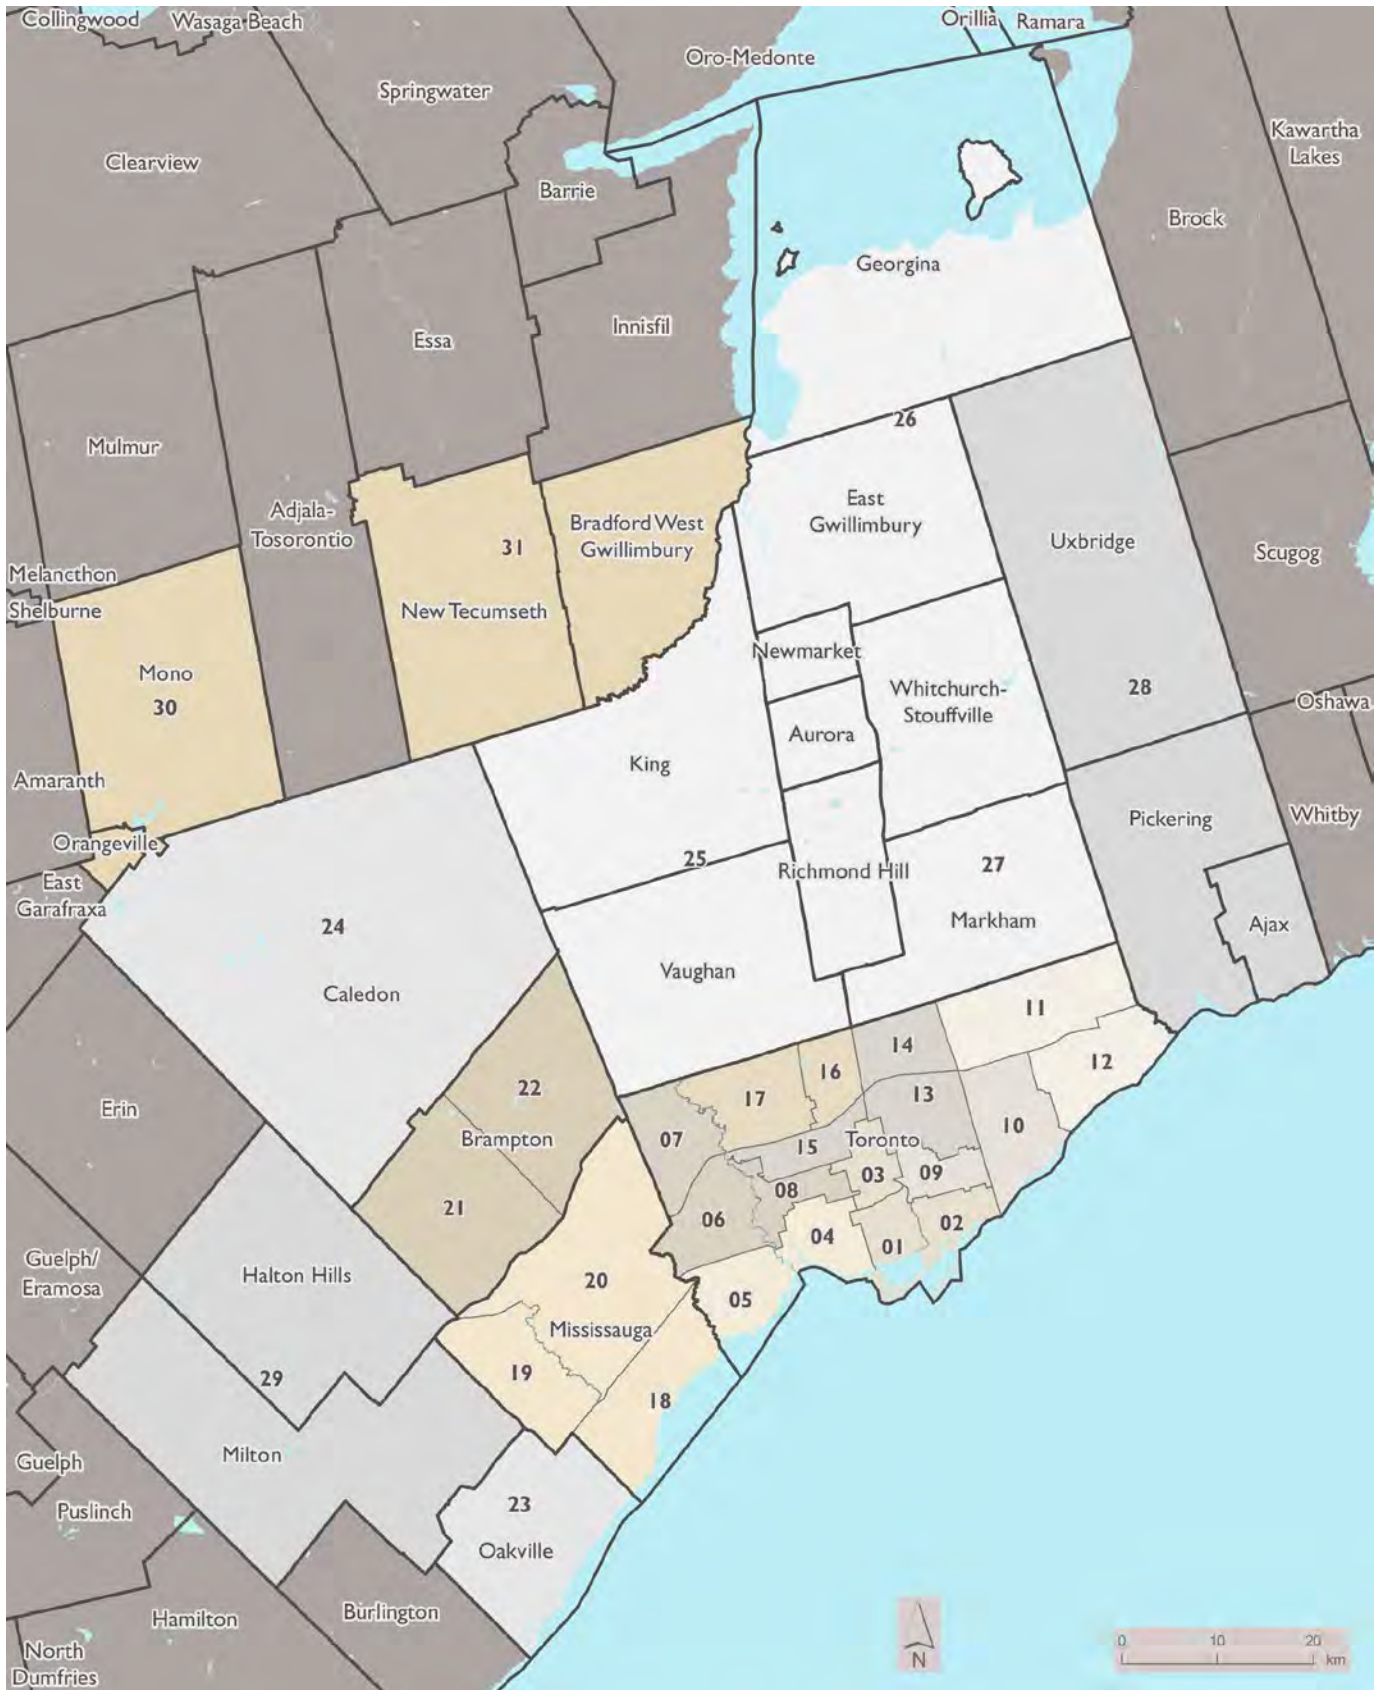 Collingwood
Wasaga Beach
Orillia
Ramara
Oro-Medonte
Springwater
Kawartha
Lakes
Clearview
Barrie
Brock
Georgina
Innisfil
Essa
26
Mulmur
East
Gwillimbury
Adjala-
Tosorontio
Bradford West
Gwillimbury
31
Uxbridge
Scugog
Melancthon
Shelburne
New Tecumseth
Newmarket
Mono
30
Whitchurch-
Stouffville
28
Oshawa
Aurora
King
Amaranth
Pickering
Whitby
Orangeville
25
Richmond Hill
27
East
Garafraxa
24
Markham
Ajax
Vaughan
Caledon
11
14
12
16
22
17
13
Erin
07
15
Toronto
10
Brampton
03
09
08
21
06
04
01
02
Guelph/
Eramosa
Halton Hills
20
05
Mississauga
29
19
18
Milton
Guelph
23
Puslinch
Oakville
Hamilton
Burlington
North
Dumfries
N
0 10 20
km